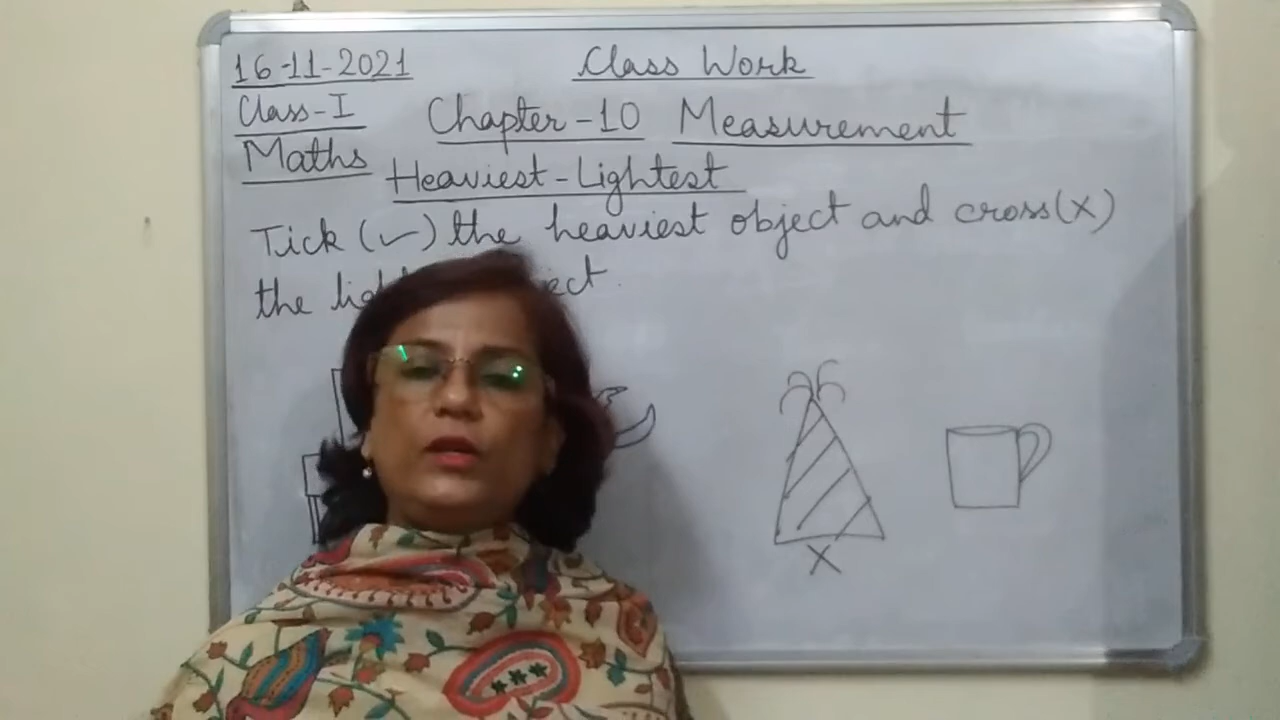 16-11-2021 Class Work
Class-I Chapter-10 Measurement
Maths Heaviest-Lightest
Tick (✓) the heaviest object and cross(X)
the
X